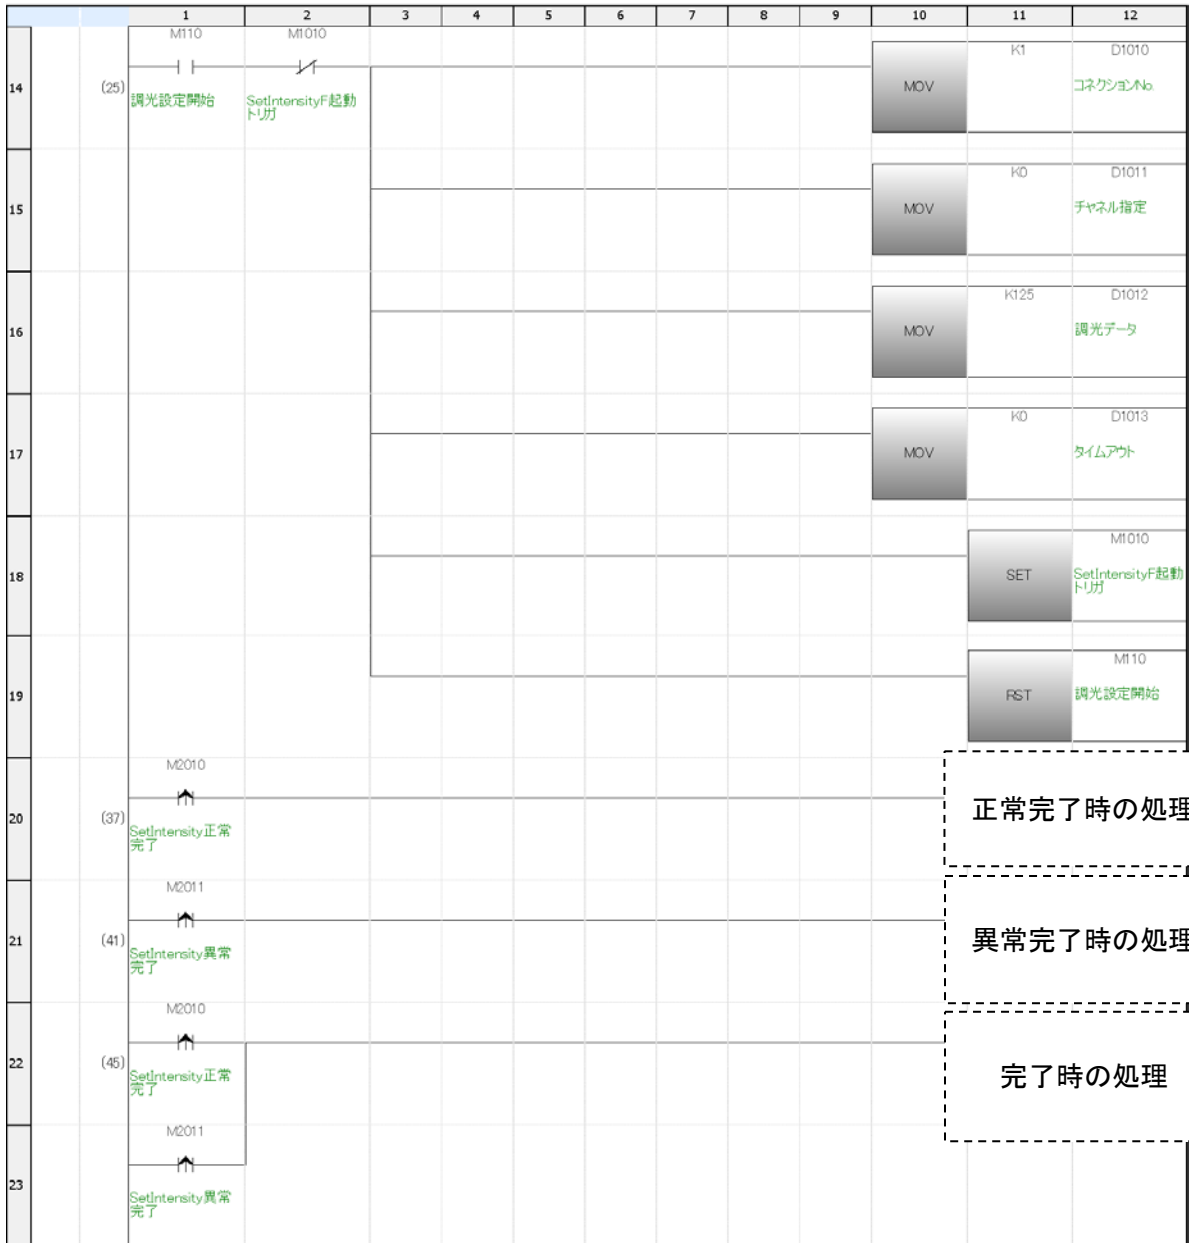 1 2 3 4 5 6 7 8 9 10 11 12
M110 M1010 K1 D1010
14 (25) 調光設定開始 SetIntensityF起動 MOV コネクションNo.
トリガ
K0 D1011
15 MOV チャネル指定
K125 D1012
16 MOV 調光データ
K0 D1013
17 MOV タイムアウト
M1010
18 SET SetIntensityF起動
トリガ
M110
19 RST 調光設定開始
M2010
20 (37) SetIntensity正常 正常完了時の処理
完了
M2011
21 (41) SetIntensity異常 異常完了時の処理
完了
M2010
22 (45) SetIntensity正常 完了時の処理
完了
M2011
23 SetIntensity異常
完了